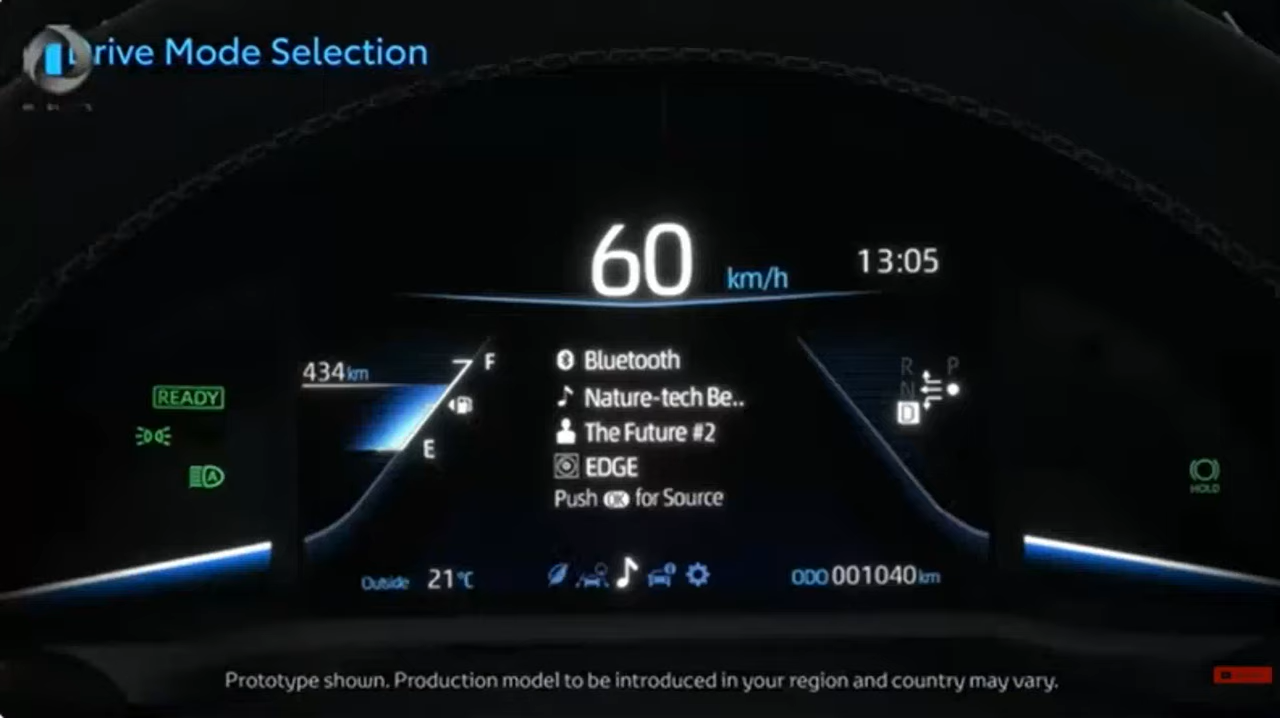 rive Mode Selection
60 km/h
13:05
434km
F
E
READY
A
Bluetooth
Nature-tech Be..
The Future #2
EDGE
Push OK for Source
R P
N
D
HOLD
Outside 21°C
ODO 001040km
Prototype shown. Production model to be introduced in your region and country may vary.